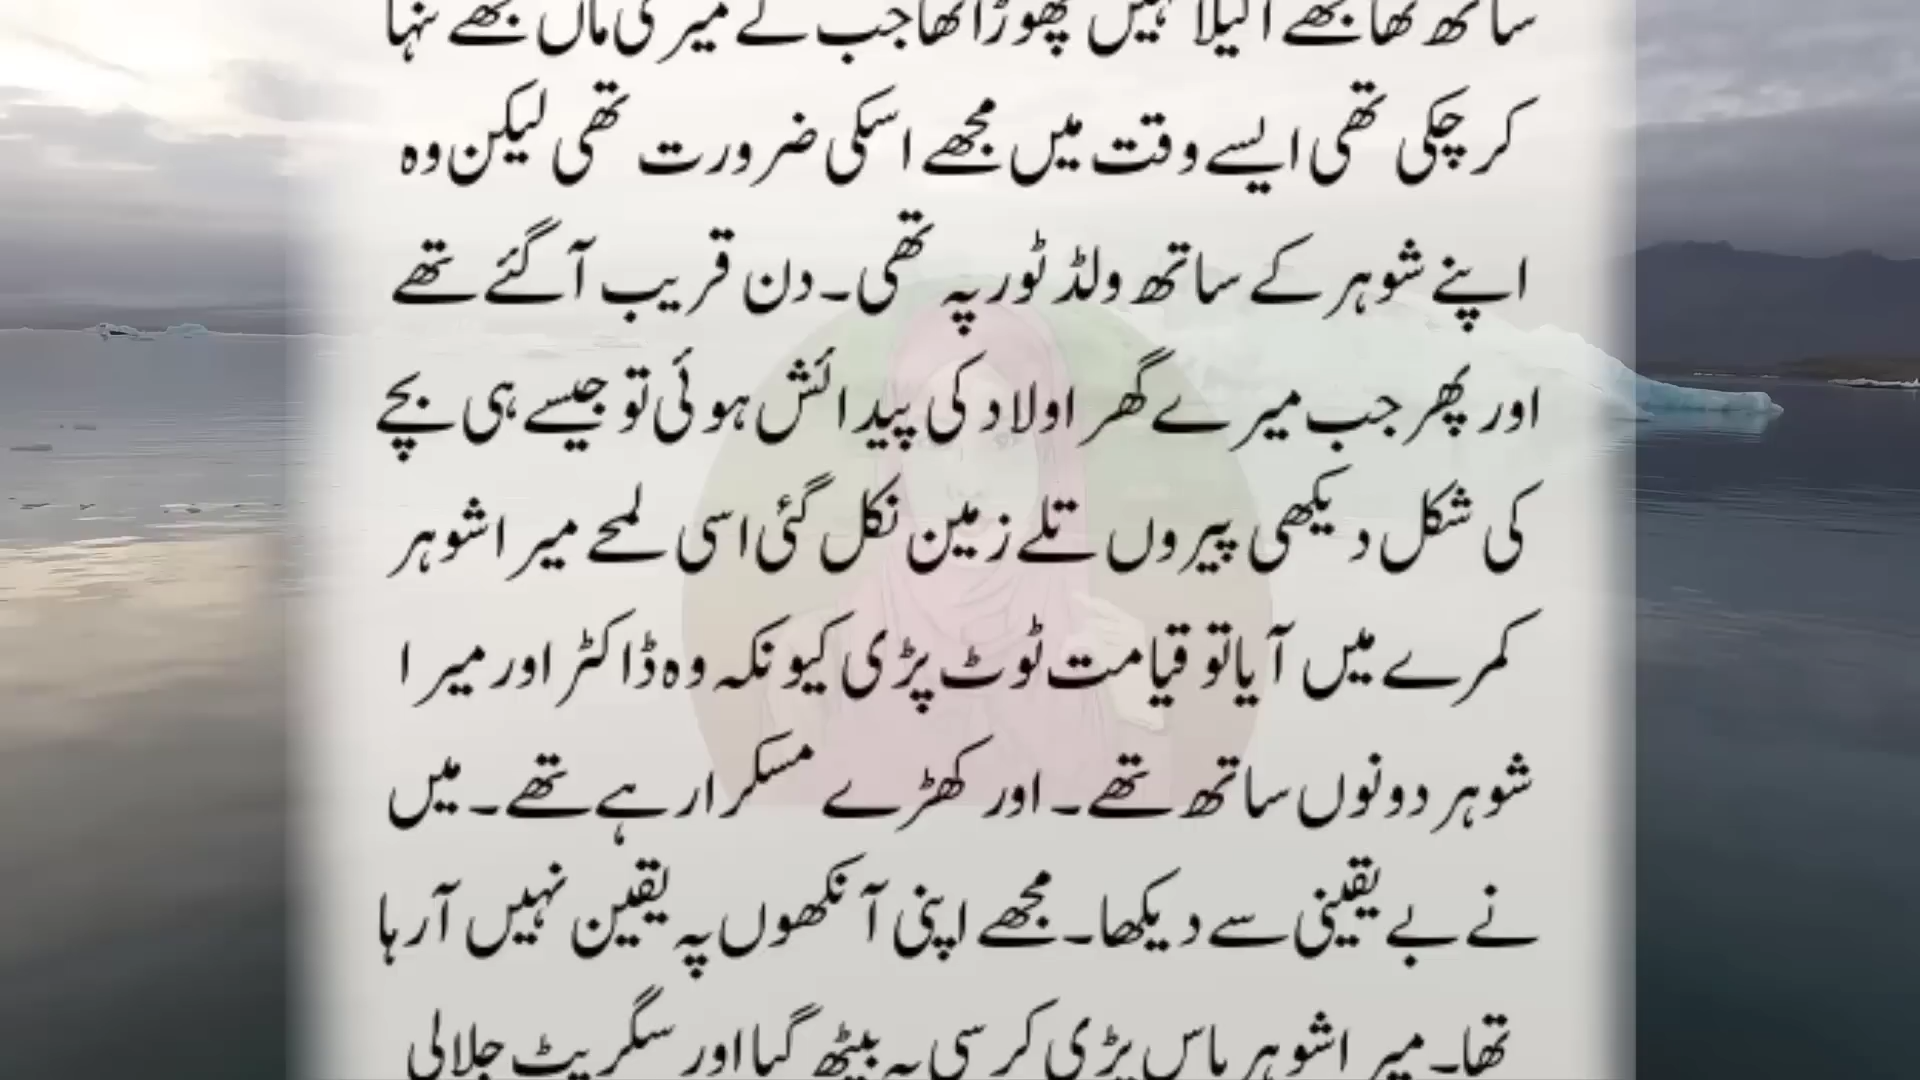 ساتھ تھا مجھے اکیلا نہیں چھوڑا تھا جب کے میری ماں مجھے تنہا
کر چکی تھی ایسے وقت میں مجھے اسکی ضرورت تھی لیکن وہ
اپنے شوہر کے ساتھ ولڈ ٹور پہ تھی۔ دن قریب آگئے تھے
اور پھر جب میرے گھر اولاد کی پیدائش ہوئی تو جیسے ہی بچے
کی شکل دیکھی پیروں تلے زمین نکل گئی اسی لمحے میرا شوہر
کمرے میں آیا تو قیامت ٹوٹ پڑی کیونکہ وہ ڈاکٹر اور میرا
شوہر دونوں ساتھ تھے۔ اور کھڑے مسکرا رہے تھے۔ میں
نے بے یقینی سے دیکھا۔ مجھے اپنی آنکھوں پہ یقین نہیں آرہا
تھا۔ میرا شوہر پاس پڑی کرسی پہ بیٹھ گیا اور سگریٹ جلالی